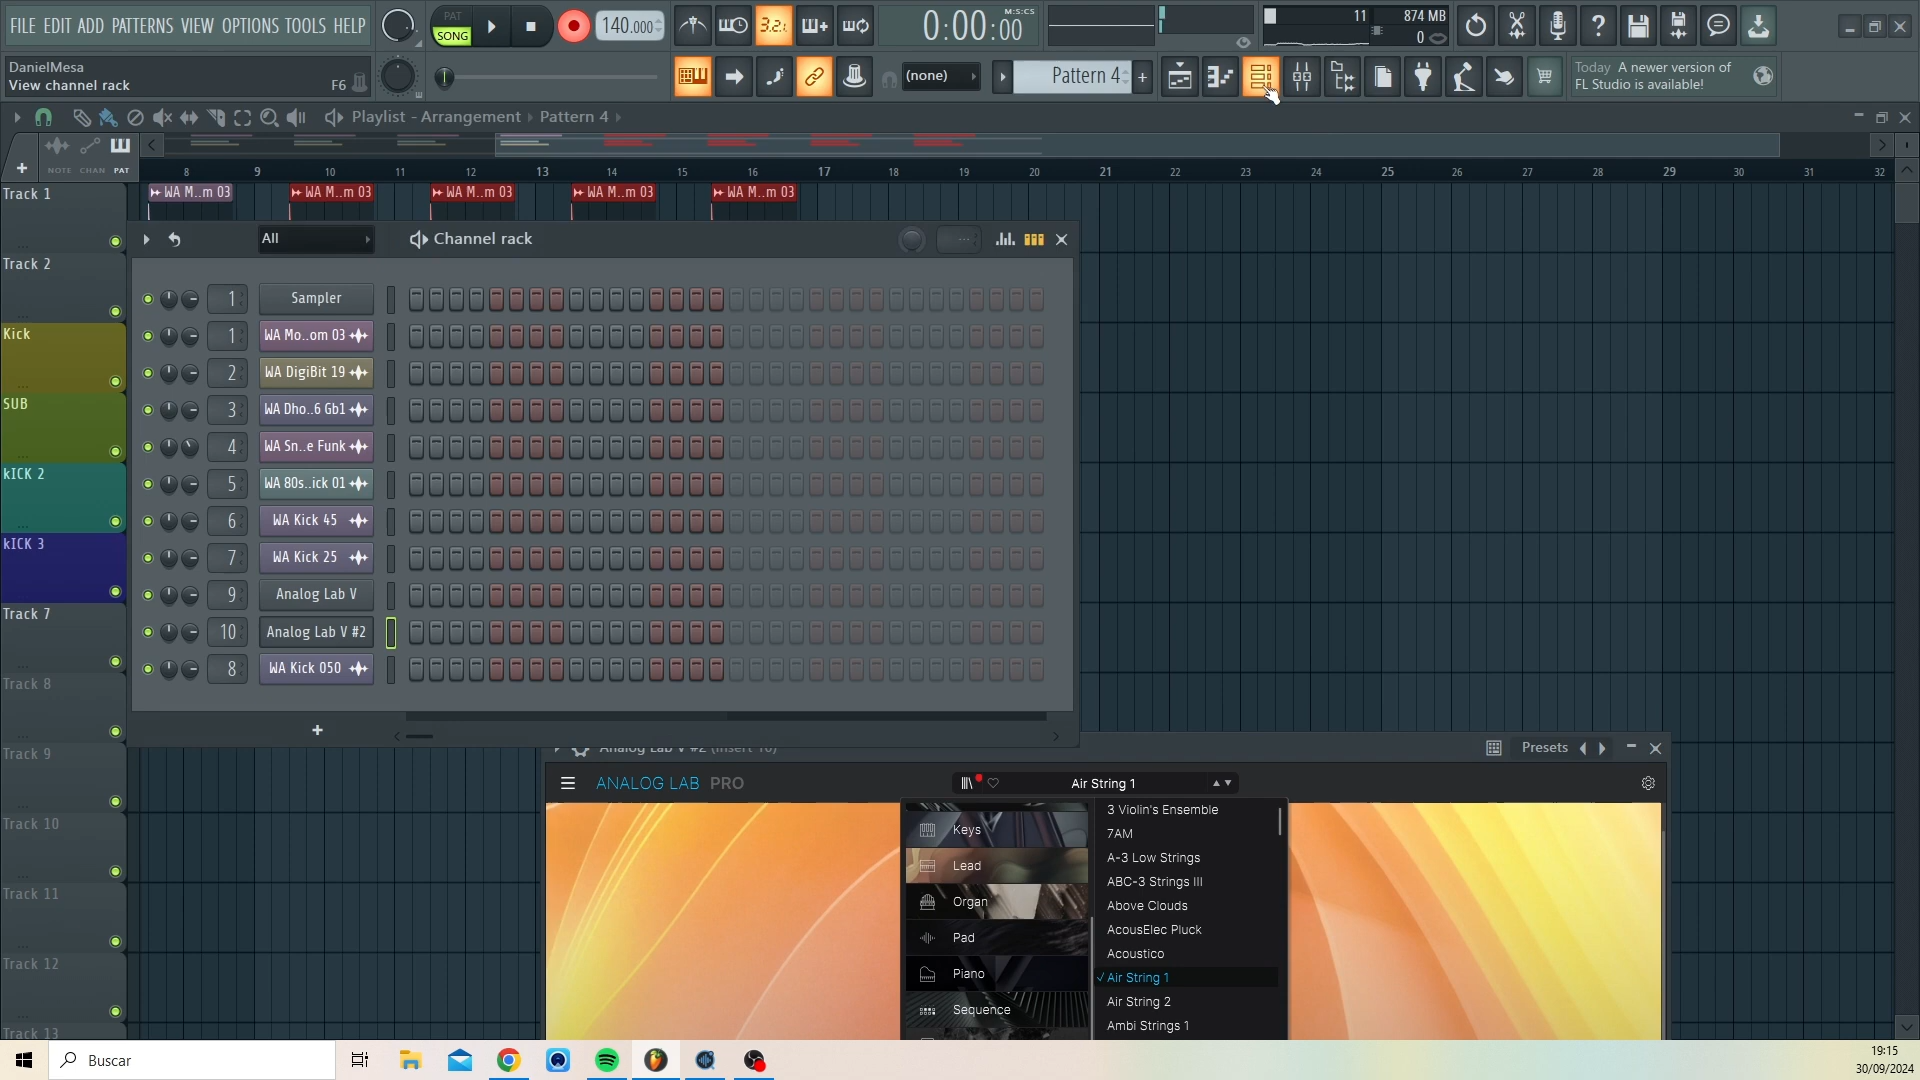 FILE EDIT ADD PATTERNS VIEW OPTIONS TOOLS HELP
PAT
SONG
140.000
3.2.
0:00:00
M:S:CS
11
874 MB
0
DanielMesa
View channel rack
F6
(none)
Pattern 4
+
Today A newer version of
FL Studio is available!
Playlist - Arrangement › Pattern 4 ›
NOTE CHAN PAT
8 9 10 11 12 13 14 15 16 17 18 19 20 21 22 23 24 25 26 27 28 29 30 31 32
WA M..m 03 WA M..m 03 WA M..m 03 WA M..m 03 WA M..m 03
Track 1
Track 2
Kick
SUB
kICK 2
kICK 3
Track 7
Track 8
Track 9
Track 10
Track 11
Track 12
Track 13
All
Channel rack
1 Sampler
1 WA Mo..om 03
2 WA DigiBit 19
3 WA Dho..6 Gb1
4 WA Sn..e Funk
5 WA 80s..ick 01
6 WA Kick 45
7 WA Kick 25
9 Analog Lab V
10 Analog Lab V #2
8 WA Kick 050
+
Analog Lab V #2 (Insert 10)
Presets
ANALOG LAB PRO
Air String 1
Keys
Lead
Organ
Pad
Piano
Sequence
3 Violin's Ensemble
7AM
A-3 Low Strings
ABC-3 Strings III
Above Clouds
AcousElec Pluck
Acoustico
Air String 1
Air String 2
Ambi Strings 1
Buscar
19:15
30/09/2024